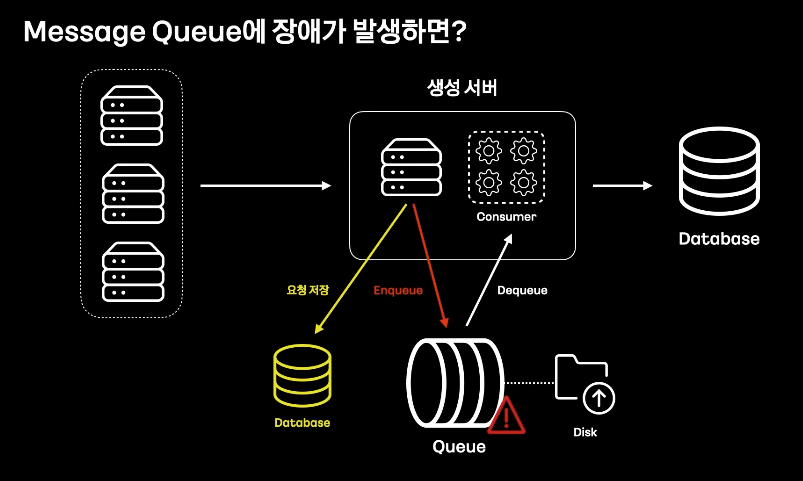 Message Queue에 장애가 발생하면?
생성 서버
Consumer
Database
요청 저장
Enqueue
Dequeue
Database
Queue
Disk